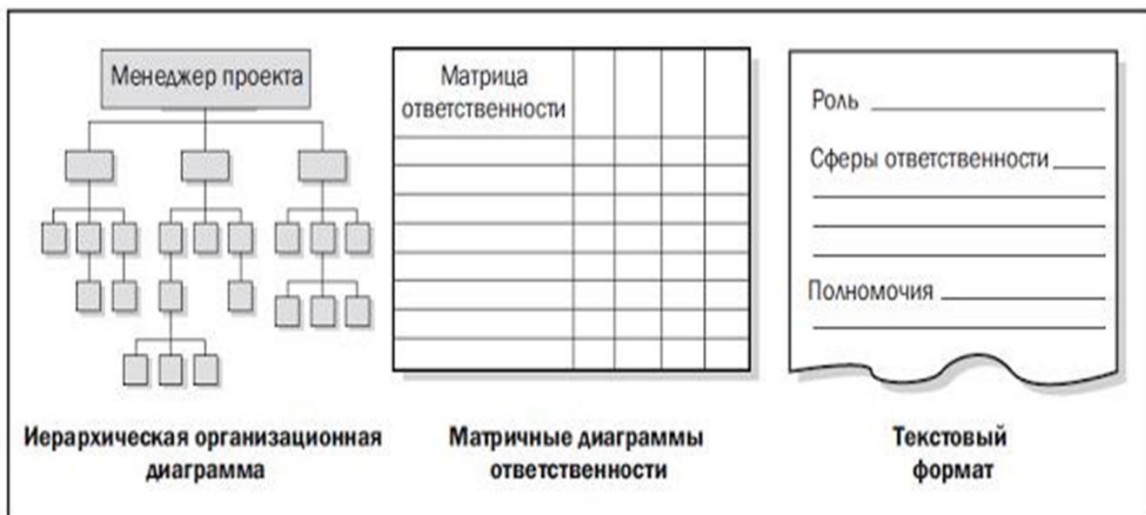 Менеджер проекта
Матрица
ответственности
Роль
Сферы ответственности
Полномочия
Иерархическая организационная
диаграмма
Матричные диаграммы
ответственности
Текстовый
формат